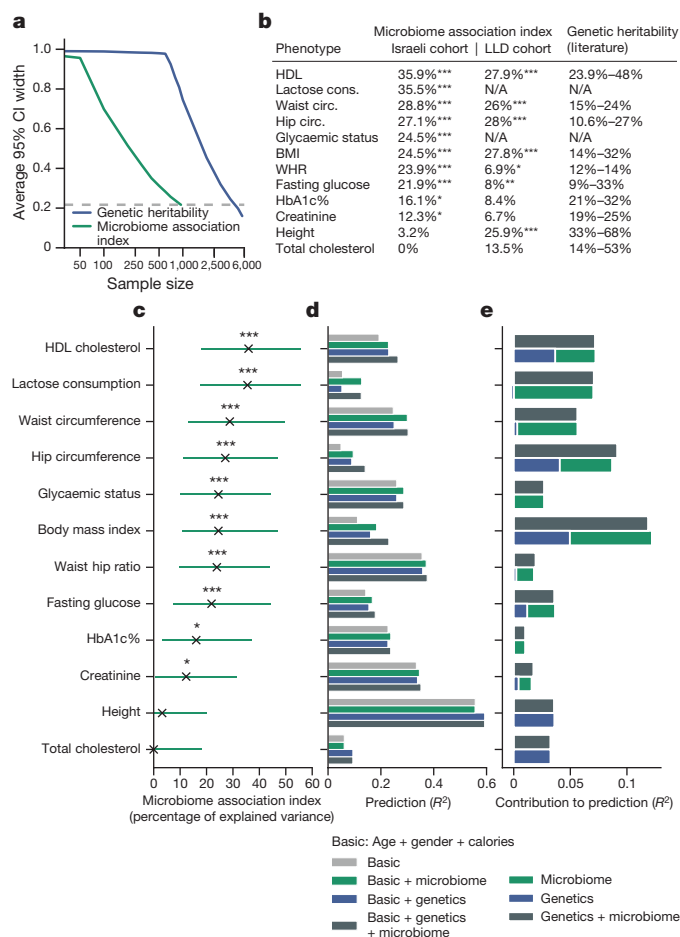 a
Average 95% CI width
1.0
0.8
0.6
0.4
0.2
0
Genetic heritability
Microbiome association
index
50 100 250 500 1,000 2,500 6,000
Sample size
b
Microbiome association index Genetic heritability
Phenotype Israeli cohort | LLD cohort (literature)
HDL 35.9%*** 27.9%*** 23.9%–48%
Lactose cons. 35.5%*** N/A N/A
Waist circ. 28.8%*** 26%*** 15%–24%
Hip circ. 27.1%*** 28%*** 10.6%–27%
Glycaemic status 24.5%*** N/A N/A
BMI 24.5%*** 27.8%*** 14%–32%
WHR 23.9%*** 6.9%* 12%–14%
Fasting glucose 21.9%*** 8%** 9%–33%
HbA1c% 16.1%* 8.4 21%–32%
Creatinine 12.3%* 6.7 19%–25%
Height 3.2% 25.9%*** 33%–68%
Total cholesterol 0% 13.5% 14%–53%
c
HDL cholesterol ***
Lactose consumption ***
Waist circumference ***
Hip circumference ***
Glycaemic status ***
Body mass index ***
Waist hip ratio ***
Fasting glucose ***
HbA1c% *
Creatinine *
Height
Total cholesterol
0 10 20 30 40 50 60
Microbiome association index
(percentage of explained variance)
d
0 0.2 0.4 0.6
Prediction (R²)
e
0 0.05 0.1
Contribution to prediction (R²)
Basic: Age + gender + calories
Basic
Basic + microbiome
Basic + genetics
Basic + genetics
+ microbiome
Microbiome
Genetics
Genetics + microbiome